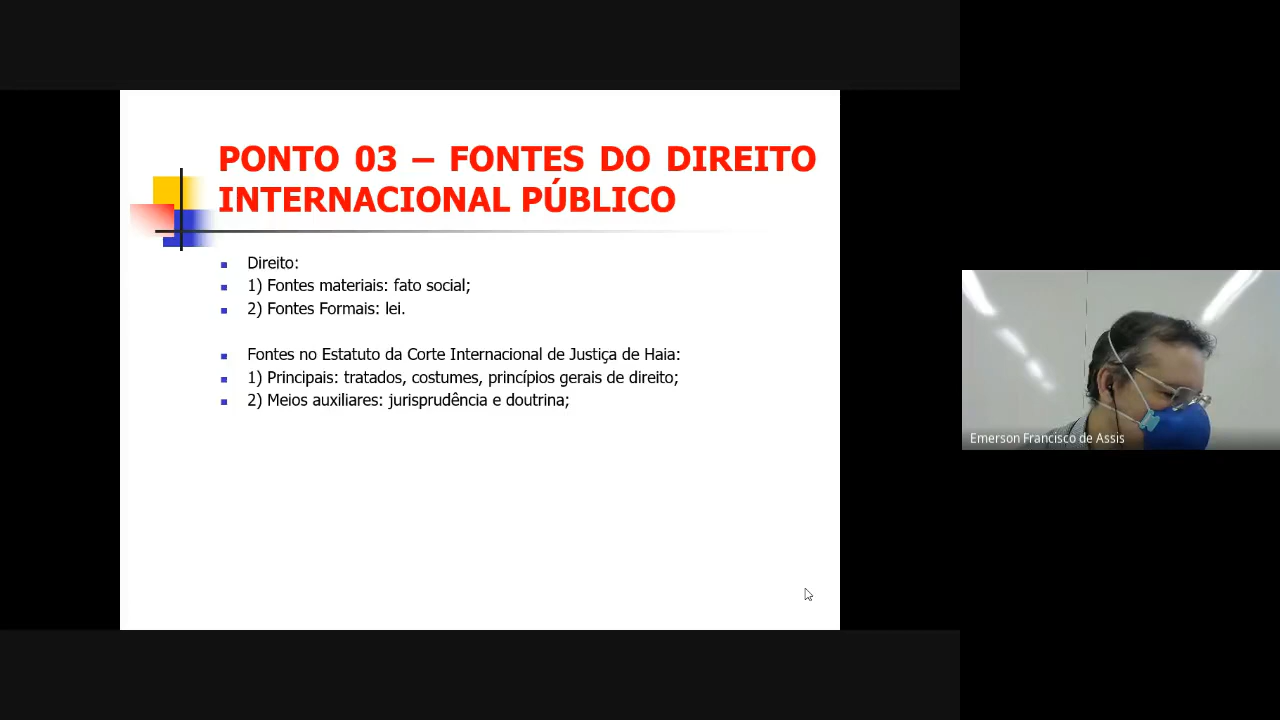 PONTO 03 – FONTES DO DIREITO
INTERNACIONAL PÚBLICO
Direito:
1) Fontes materiais: fato social;
2) Fontes Formais: lei.
Fontes no Estatuto da Corte Internacional de Justiça de Haia:
1) Principais: tratados, costumes, princípios gerais de direito;
2) Meios auxiliares: jurisprudência e doutrina;
Emerson Francisco de Assis